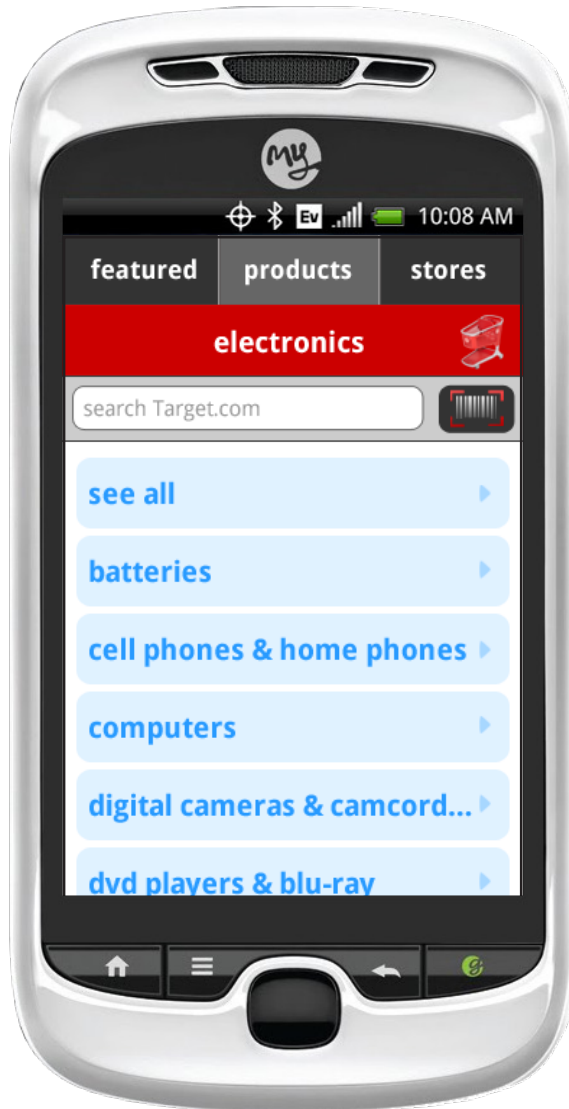 my
Ev 10:08 AM
featured products stores
electronics
search Target.com
see all
batteries
cell phones & home phones
computers
digital cameras & camcord...
dvd players & blu-ray